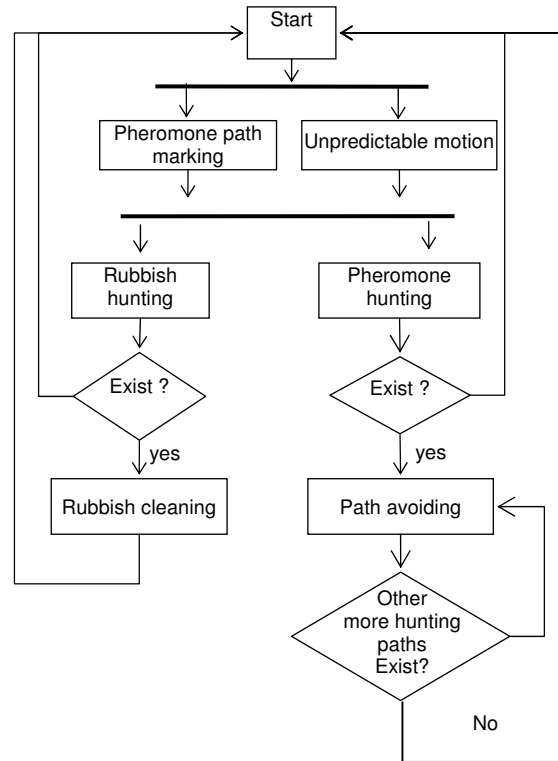 Start
Pheromone path
marking
Unpredictable motion
Rubbish
hunting
Pheromone
hunting
Exist ?
Exist ?
yes
yes
Rubbish cleaning
Path avoiding
Other
more hunting
paths
Exist?
No